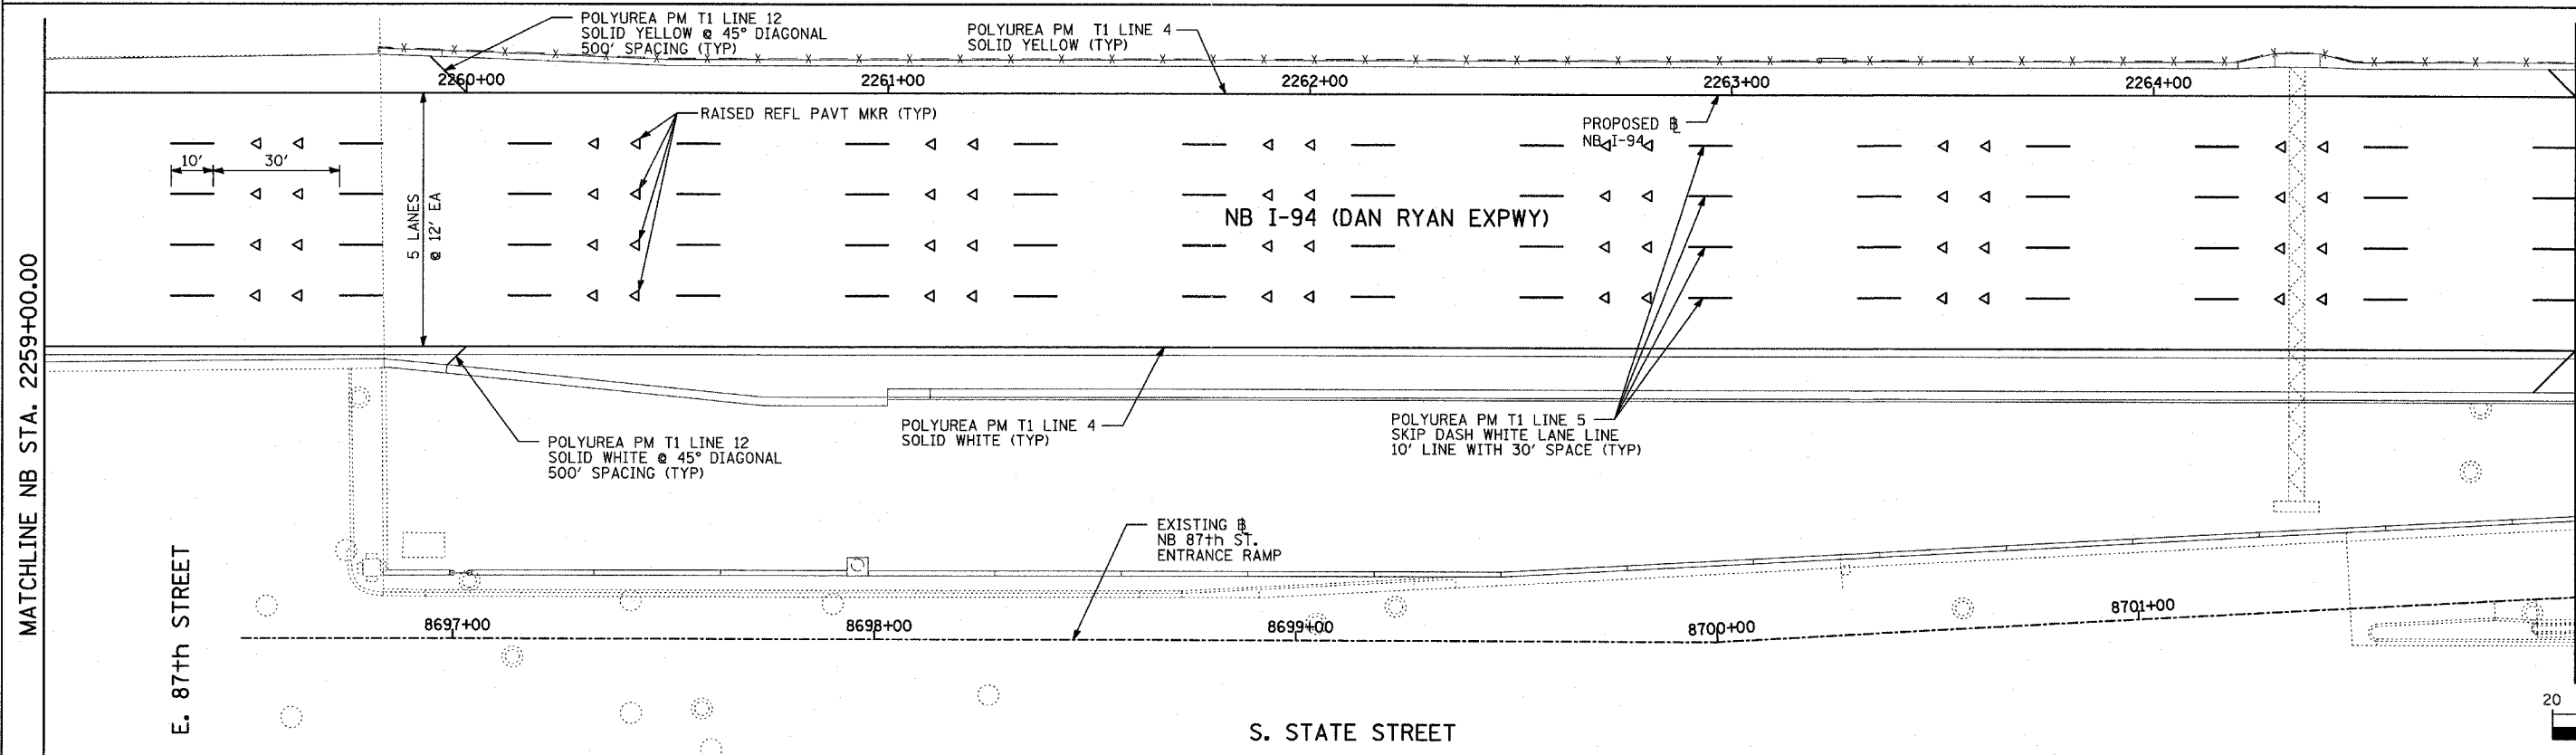 POLYUREA PM T1 LINE 12
SOLID YELLOW @ 45° DIAGONAL
500' SPACING (TYP)
POLYUREA PM T1 LINE 4
SOLID YELLOW (TYP)
2260+00
2261+00
2262+00
2263+00
2264+00
RAISED REFL PAVT MKR (TYP)
PROPOSED ℄
NB I-94
10'
30'
5 LANES
@ 12' EA
NB I-94 (DAN RYAN EXPWY)
MATCHLINE NB STA. 2259+00.00
POLYUREA PM T1 LINE 12
SOLID WHITE @ 45° DIAGONAL
500' SPACING (TYP)
POLYUREA PM T1 LINE 4
SOLID WHITE (TYP)
POLYUREA PM T1 LINE 5
SKIP DASH WHITE LANE LINE
10' LINE WITH 30' SPACE (TYP)
EXISTING ℄
NB 87th ST.
ENTRANCE RAMP
E. 87th STREET
8697+00
8698+00
8699+00
8700+00
8701+00
S. STATE STREET
20